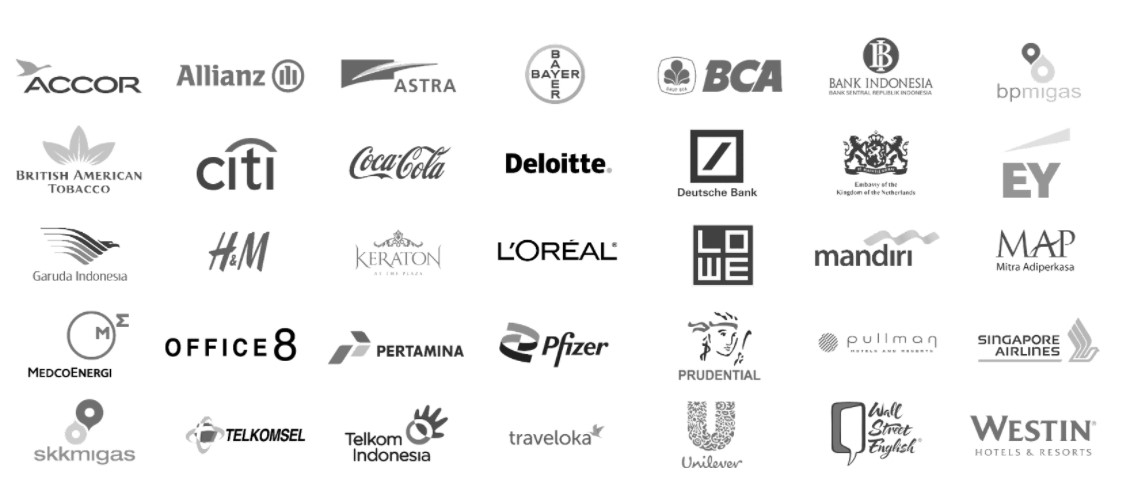 ACCOR
Allianz
ASTRA
BAYER
BAYER
BCA
BANK INDONESIA
BANK SENTRAL REPUBLIK INDONESIA
bpmigas
BRITISH AMERICAN
TOBACCO
citi
Coca-Cola
Deloitte.
Deutsche Bank
Embassy of the
Kingdom of the Netherlands
EY
Garuda Indonesia
H&M
KERATON
AT THE PLAZA
L'ORÉAL®
LO
WE
mandiri
MAP
Mitra Adiperkasa
M E
MEDCOENERGI
OFFICE 8
PERTAMINA
Pfizer
PRUDENTIAL
pullman
HOTELS AND RESORTS
SINGAPORE
AIRLINES
skkmigas
TELKOMSEL
Telkom
Indonesia
traveloka
Unilever
Wall
Street
English®
WESTIN®
HOTELS & RESORTS